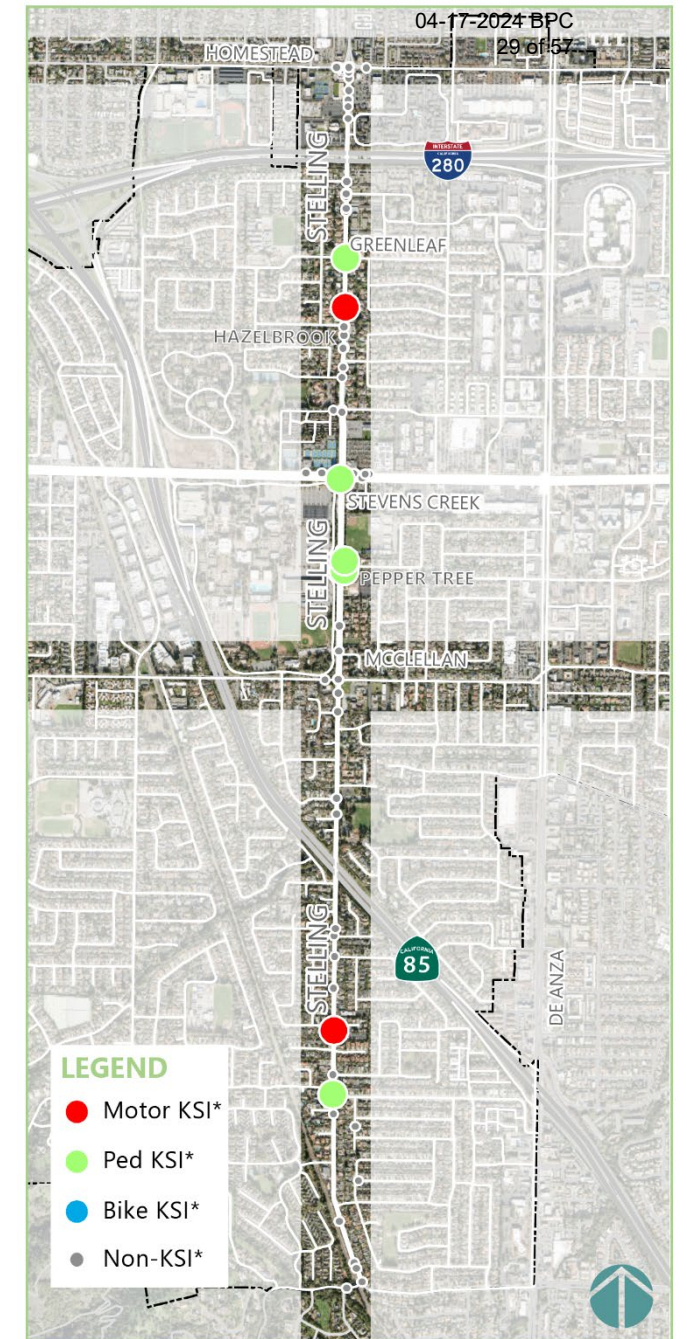 04-17-2024 BPC
29 of 57
HOMESTEAD
STELLING
INTERSTATE
CALIFORNIA
280
GREENLEAF
HAZELBROOK
STEVENS CREEK
STELLING
PEPPER TREE
MCCLELLAN
STELLING
CALIFORNIA
85
DE ANZA
LEGEND
Motor KSI*
Ped KSI*
Bike KSI*
Non-KSI*